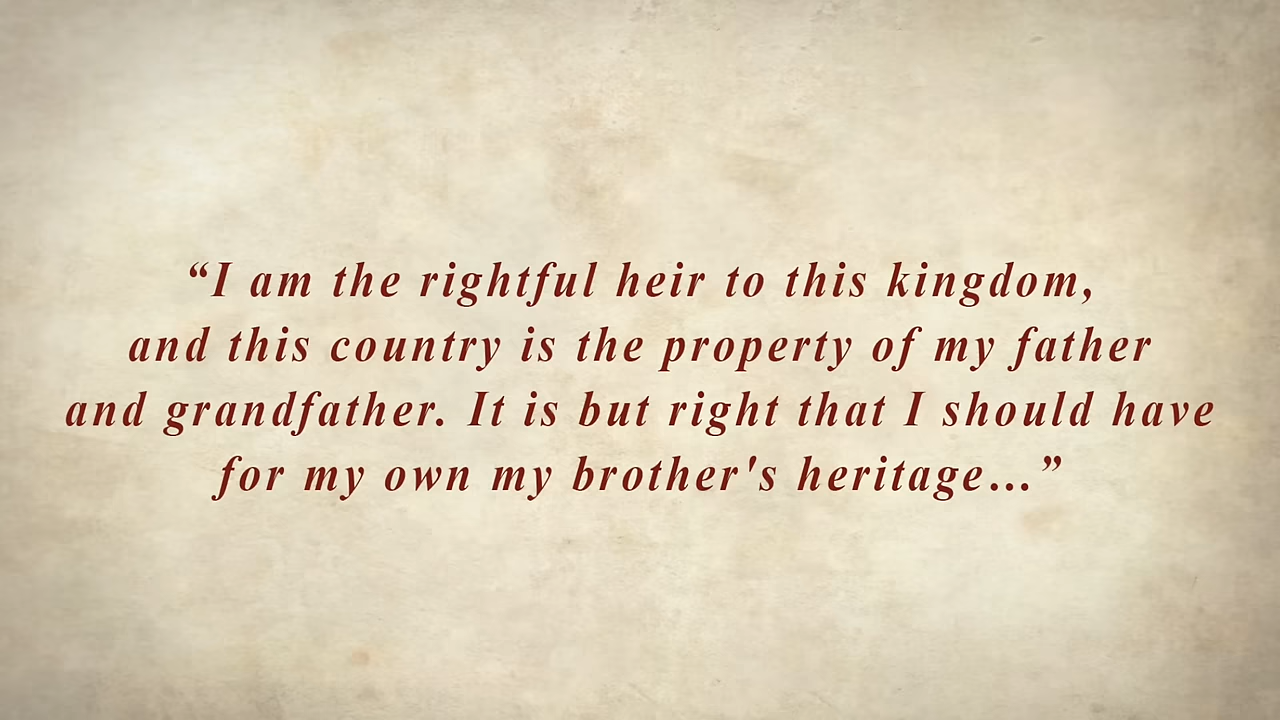 “I am the rightful heir to this kingdom,
and this country is the property of my father
and grandfather. It is but right that I should have
for my own my brother's heritage...”